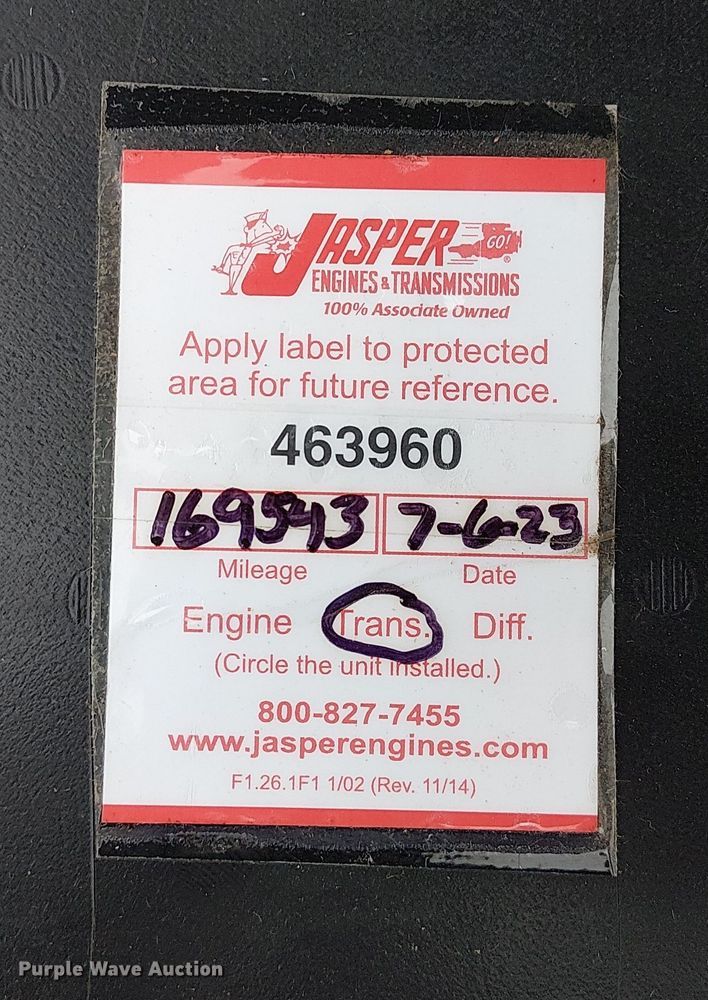 JASPER GO!®
ENGINES & TRANSMISSIONS
100% Associate Owned
Apply label to protected
area for future reference.
463960
169543 7-6-23
Mileage Date
Engine Trans. Diff.
(Circle the unit installed.)
800-827-7455
www.jasperengines.com
F1.26.1F1 1/02 (Rev. 11/14)
Purple Wave Auction